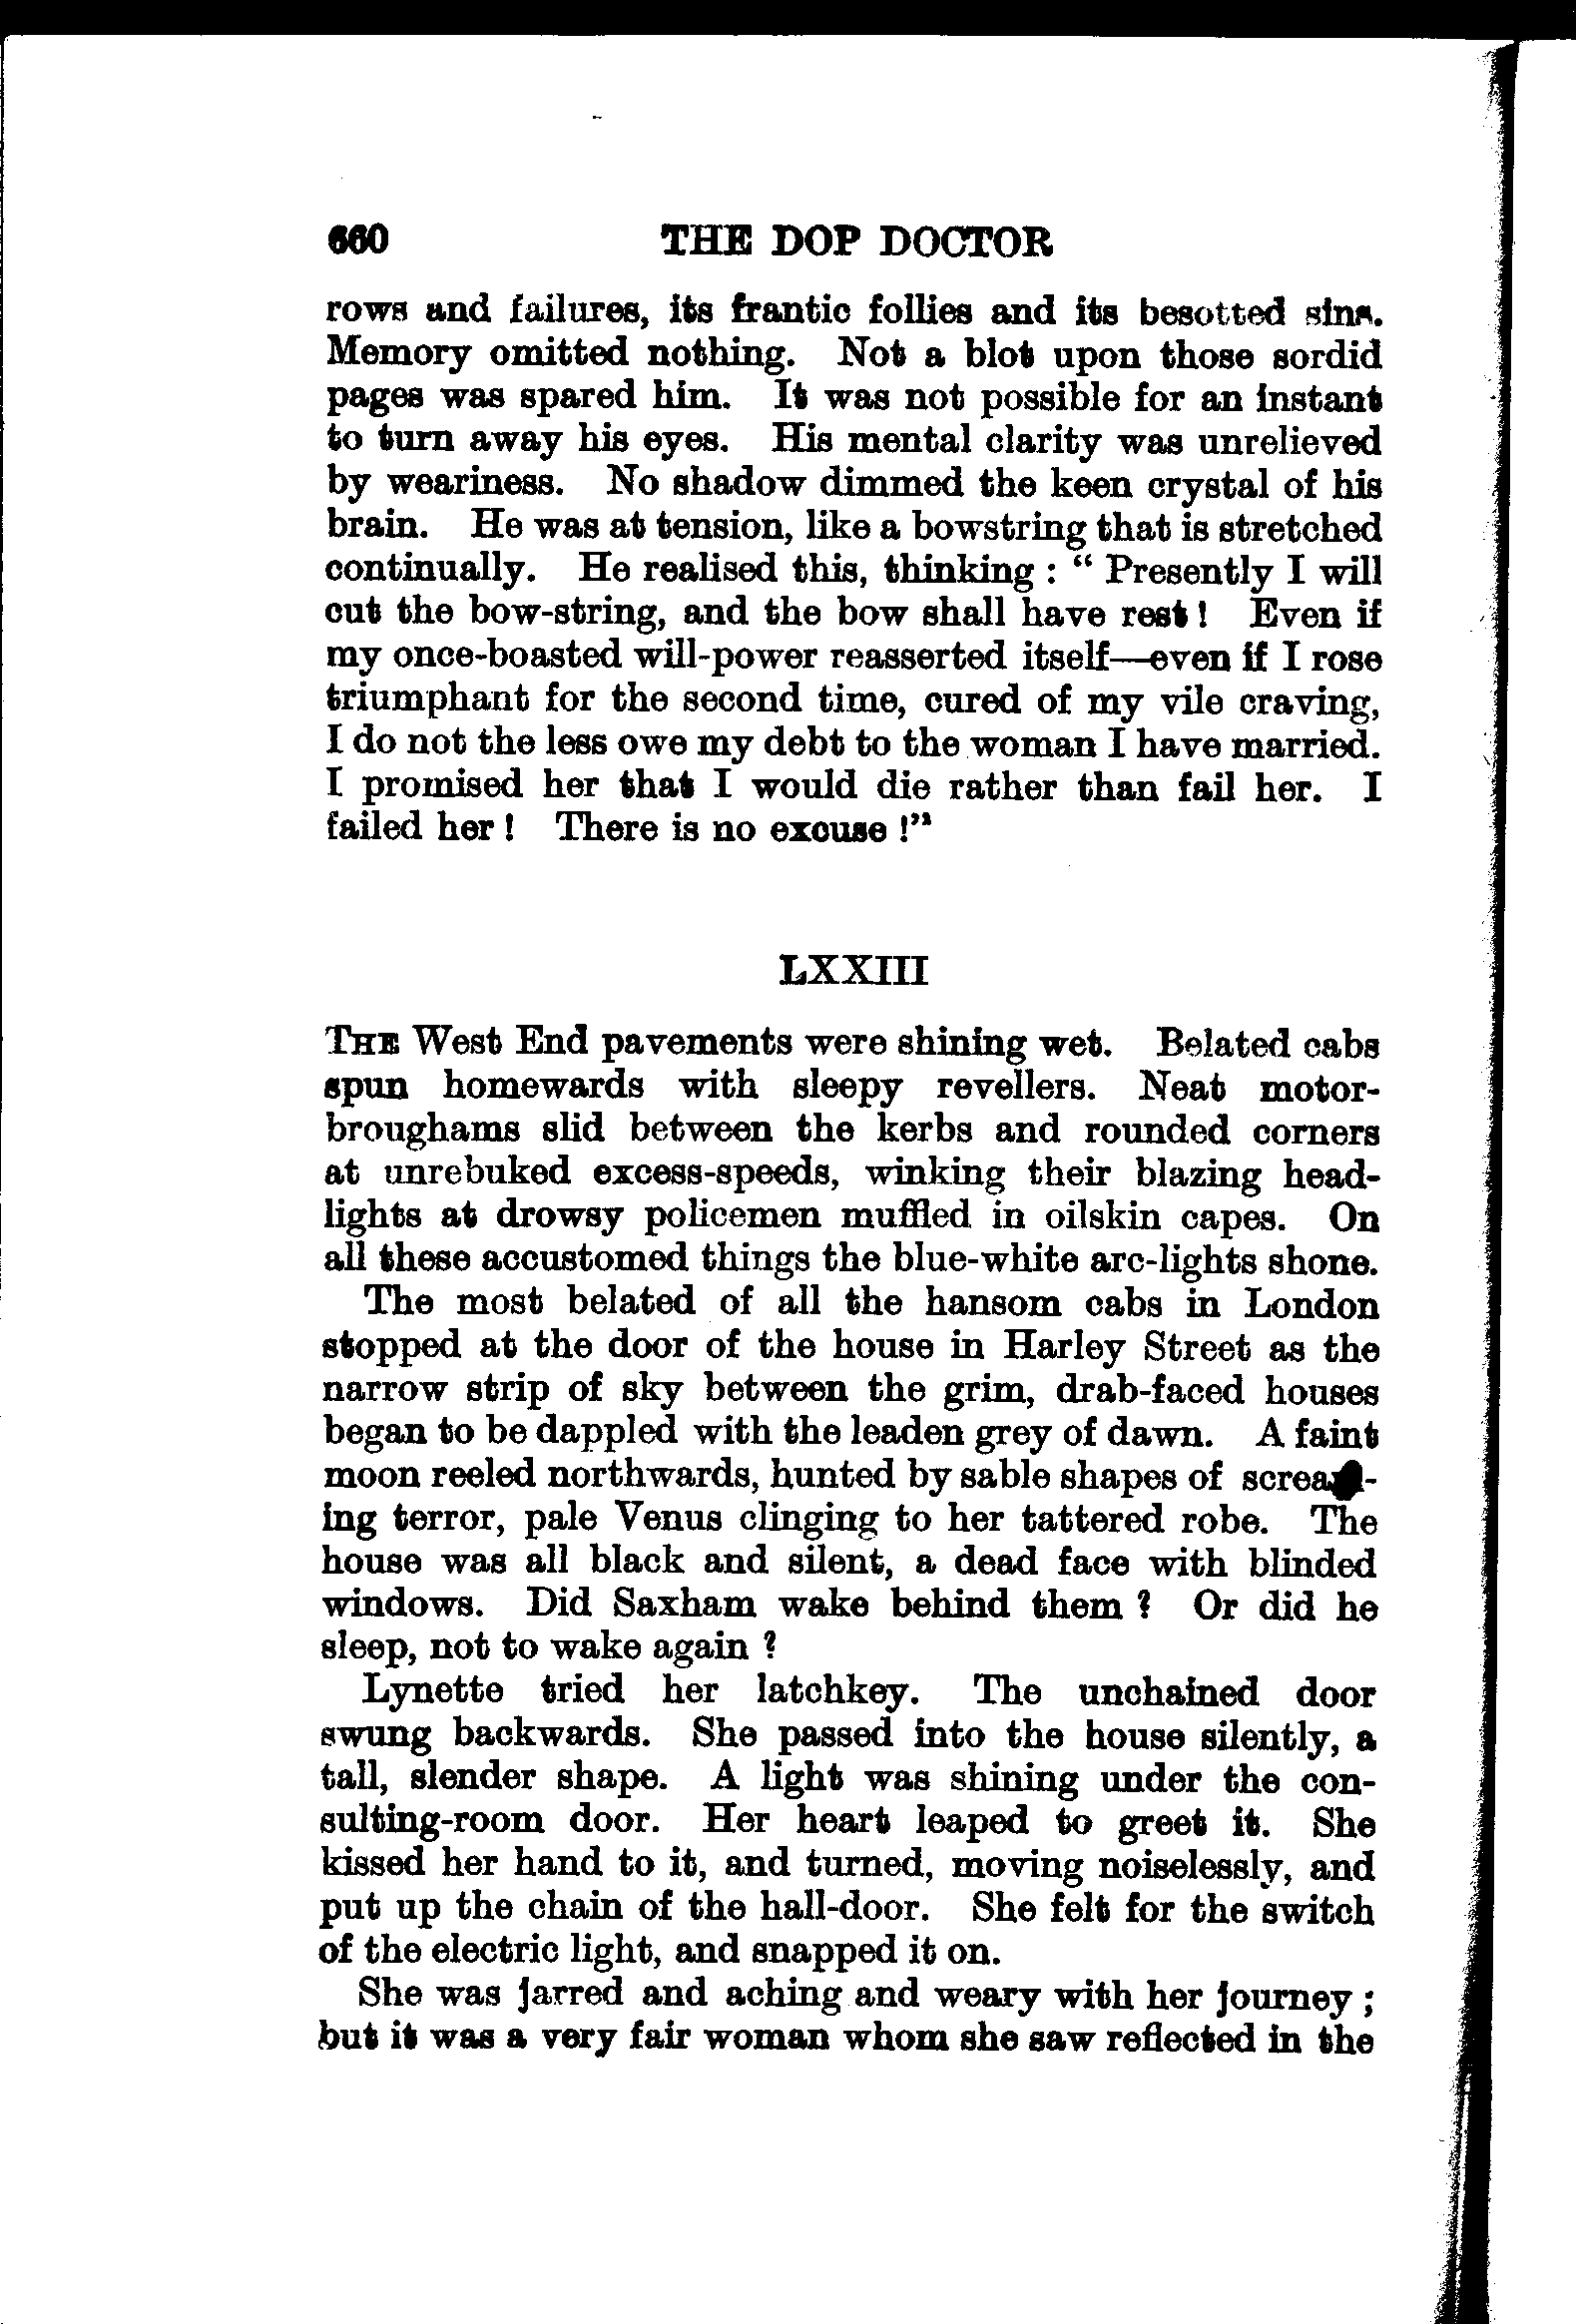 660 THE DOP DOCTOR
rows and failures, its frantic follies and its besotted sins.
Memory omitted nothing. Not a blot upon those sordid
pages was spared him. It was not possible for an instant
to turn away his eyes. His mental clarity was unrelieved
by weariness. No shadow dimmed the keen crystal of his
brain. He was at tension, like a bowstring that is stretched
continually. He realised this, thinking : “ Presently I will
cut the bow-string, and the bow shall have rest ! Even if
my once-boasted will-power reasserted itself—even if I rose
triumphant for the second time, cured of my vile craving,
I do not the less owe my debt to the woman I have married.
I promised her that I would die rather than fail her. I
failed her ! There is no excuse !”
LXXIII
THE West End pavements were shining wet. Belated cabs
spun homewards with sleepy revellers. Neat motor-
broughams slid between the kerbs and rounded corners
at unrebuked excess-speeds, winking their blazing head-
lights at drowsy policemen muffled in oilskin capes. On
all these accustomed things the blue-white arc-lights shone.
The most belated of all the hansom cabs in London
stopped at the door of the house in Harley Street as the
narrow strip of sky between the grim, drab-faced houses
began to be dappled with the leaden grey of dawn. A faint
moon reeled northwards, hunted by sable shapes of scream-
ing terror, pale Venus clinging to her tattered robe. The
house was all black and silent, a dead face with blinded
windows. Did Saxham wake behind them ? Or did he
sleep, not to wake again ?
Lynette tried her latchkey. The unchained door
swung backwards. She passed into the house silently, a
tall, slender shape. A light was shining under the con-
sulting-room door. Her heart leaped to greet it. She
kissed her hand to it, and turned, moving noiselessly, and
put up the chain of the hall-door. She felt for the switch
of the electric light, and snapped it on.
She was jarred and aching and weary with her journey ;
but it was a very fair woman whom she saw reflected in the